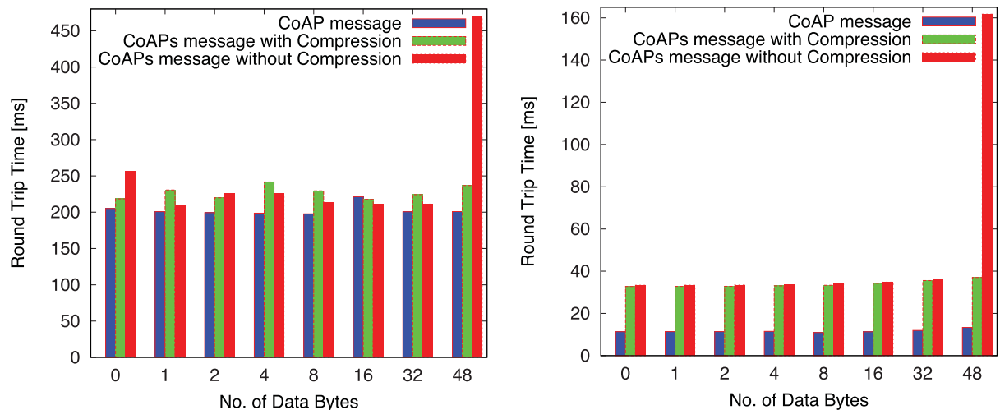 CoAP message
CoAPs message with Compression
CoAPs message without Compression
Round Trip Time [ms]
450
400
350
300
250
200
150
100
50
0
0 1 2 4 8 16 32 48
No. of Data Bytes
CoAP message
CoAPs message with Compression
CoAPs message without Compression
Round Trip Time [ms]
160
140
120
100
80
60
40
20
0
0 1 2 4 8 16 32 48
No. of Data Bytes